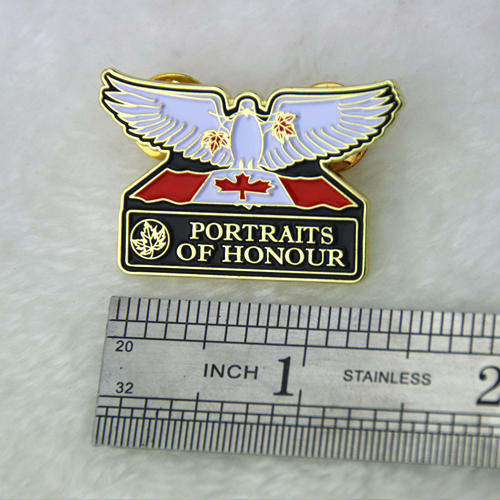 PORTRAITS
OF HONOUR
20
INCH 1 STAINLESS 2
32